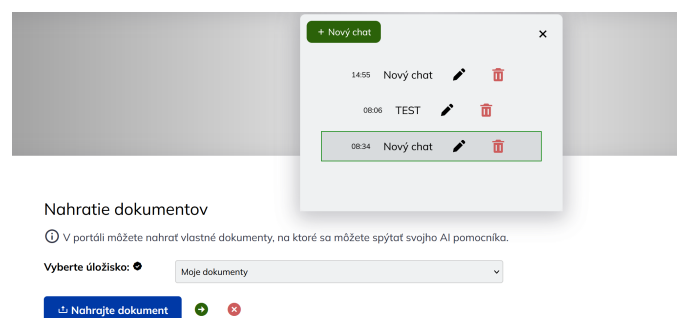 + Nový chat
14:55 Nový chat
08:06 TEST
08:34 Nový chat
Nahratie dokumentov
V portáli môžete nahrať vlastné dokumenty, na ktoré sa môžete spýtať svojho AI pomocníka.
Vyberte úložisko:
Moje dokumenty
Nahrajte dokument